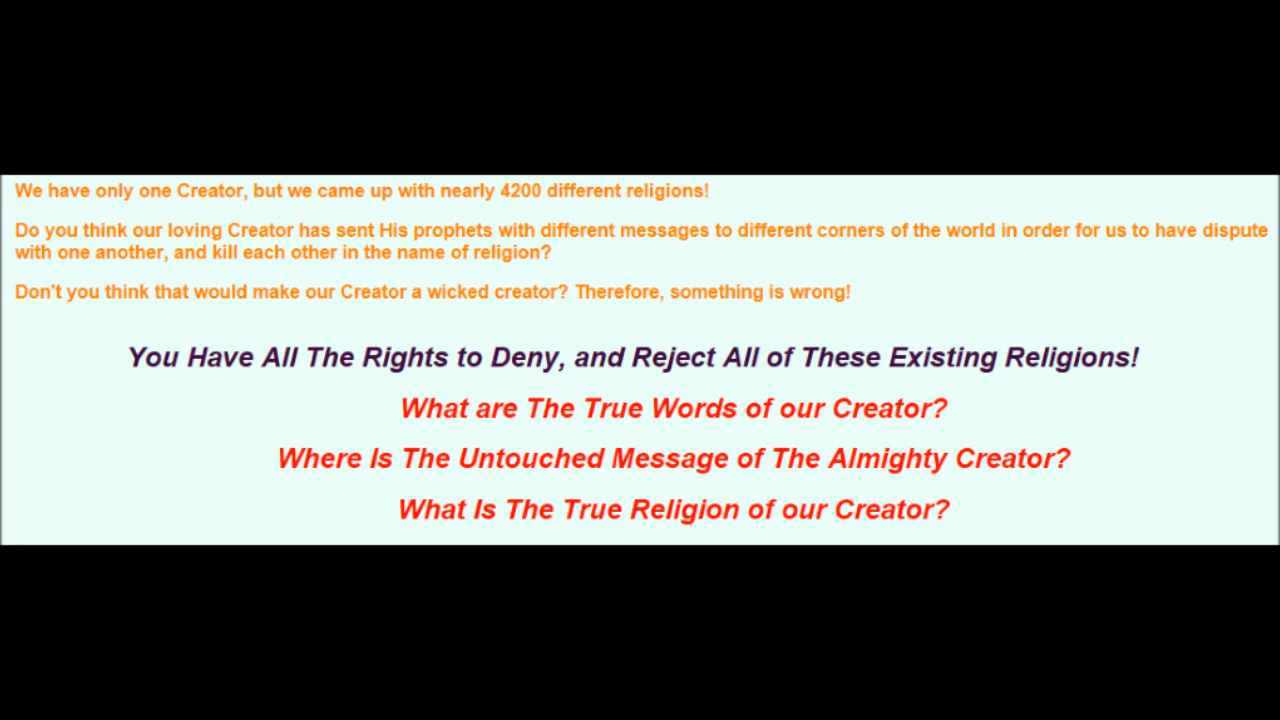 We have only one Creator, but we came up with nearly 4200 different religions!
Do you think our loving Creator has sent His prophets with different messages to different corners of the world in order for us to have dispute
with one another, and kill each other in the name of religion?
Don't you think that would make our Creator a wicked creator? Therefore, something is wrong!
You Have All The Rights to Deny, and Reject All of These Existing Religions!
What are The True Words of our Creator?
Where Is The Untouched Message of The Almighty Creator?
What Is The True Religion of our Creator?